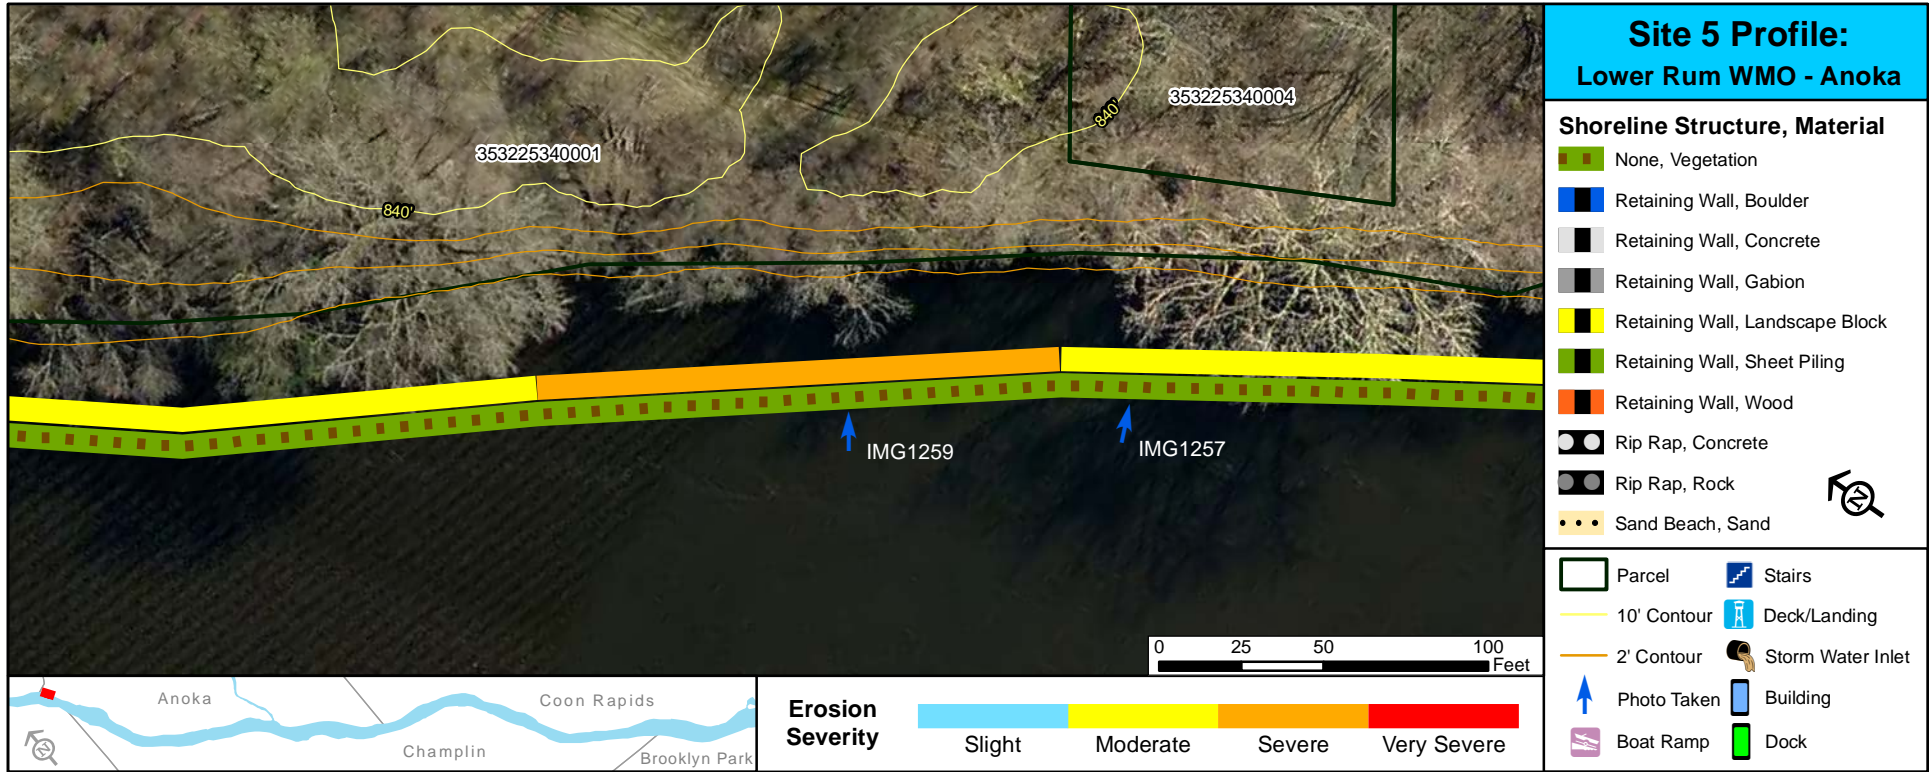 Site 5 Profile:
Lower Rum WMO - Anoka
353225340004
840'
353225340001
840'
IMG1259
IMG1257
0 25 50 100
Feet
Shoreline Structure, Material
None, Vegetation
Retaining Wall, Boulder
Retaining Wall, Concrete
Retaining Wall, Gabion
Retaining Wall, Landscape Block
Retaining Wall, Sheet Piling
Retaining Wall, Wood
Rip Rap, Concrete
Rip Rap, Rock
Sand Beach, Sand
N
Parcel
Stairs
10' Contour
Deck/Landing
2' Contour
Storm Water Inlet
Photo Taken
Building
Boat Ramp
Dock
Anoka
Coon Rapids
Champlin
Brooklyn Park
N
Erosion
Severity
Slight
Moderate
Severe
Very Severe